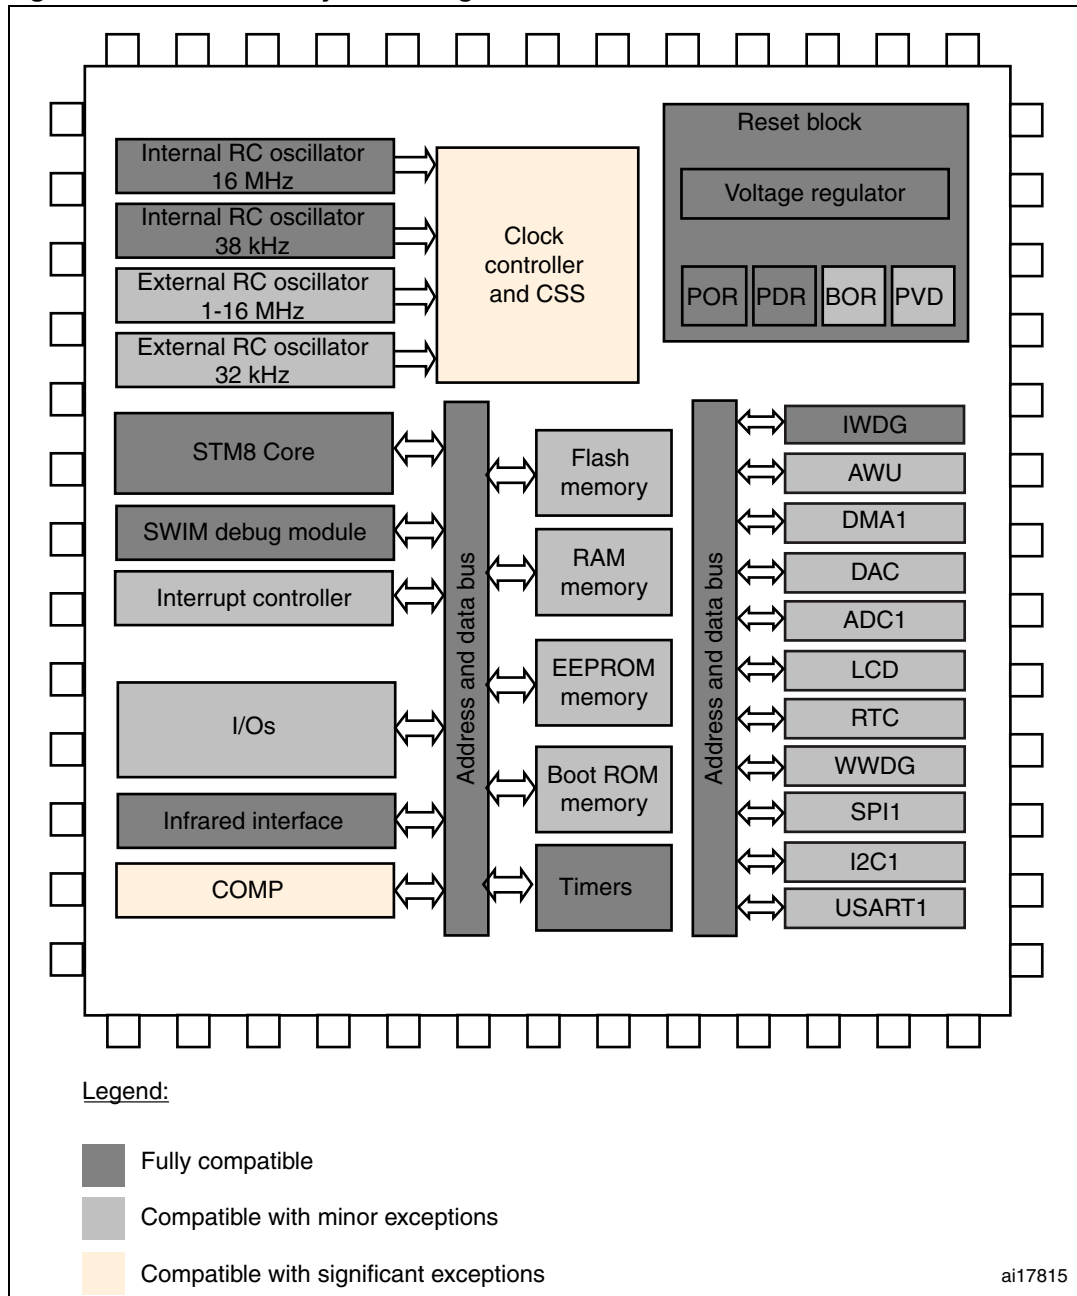 Internal RC oscillator
16 MHz
Internal RC oscillator
38 kHz
External RC oscillator
1-16 MHz
External RC oscillator
32 kHz
Clock
controller
and CSS
Reset block
Voltage regulator
POR
PDR
BOR
PVD
STM8 Core
SWIM debug module
Interrupt controller
I/Os
Infrared interface
COMP
Address and data bus
Flash
memory
RAM
memory
EEPROM
memory
Boot ROM
memory
Timers
Address and data bus
IWDG
AWU
DMA1
DAC
ADC1
LCD
RTC
WWDG
SPI1
I2C1
USART1
Legend:
Fully compatible
Compatible with minor exceptions
Compatible with significant exceptions
ai17815